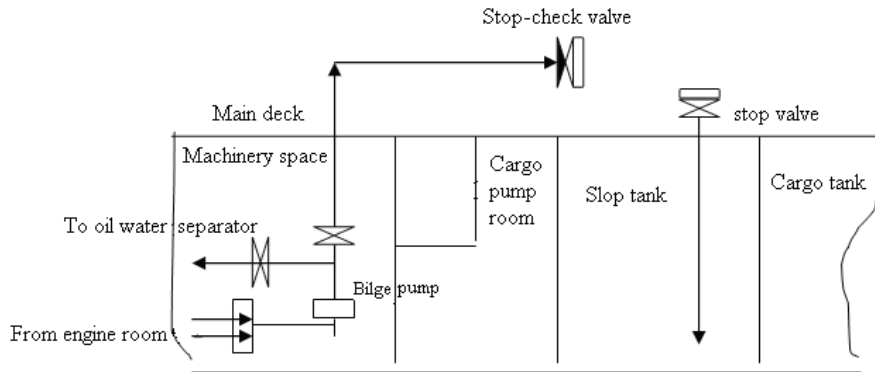 Stop-check valve
Main deck
stop valve
Machinery space
Cargo
pump
room
Slop tank
Cargo tank
To oil water separator
Bilge pump
From engine room